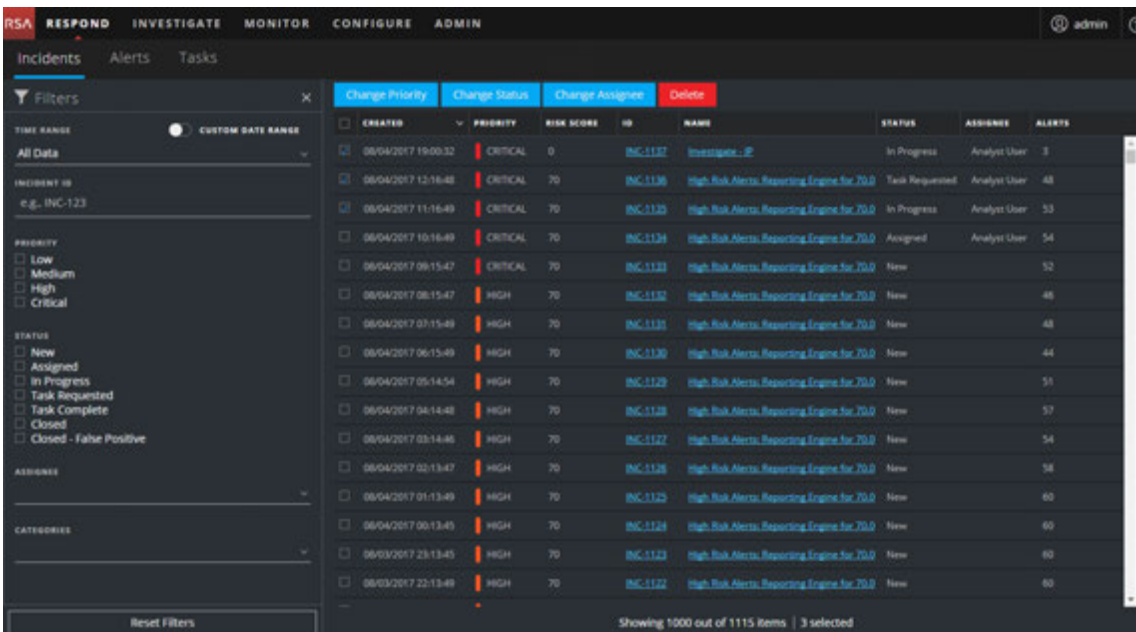 RSA RESPOND INVESTIGATE MONITOR CONFIGURE ADMIN admin
Incidents Alerts Tasks
Filters
TIME RANGE CUSTOM DATE RANGE
All Data
INCIDENT ID
e.g., INC-123
PRIORITY
Low
Medium
High
Critical
STATUS
New
Assigned
In Progress
Task Requested
Task Complete
Closed
Closed - False Positive
ASSIGNEE
CATEGORIES
Reset Filters
Change Priority Change Status Change Assignee Delete
CREATED PRIORITY RISK SCORE ID NAME STATUS ASSIGNEE ALERTS
08/04/2017 19:00:32 CRITICAL 0 INC-1137 Investigate - IP In Progress Analyst User 3
08/04/2017 12:16:48 CRITICAL 70 INC-1136 High Risk Alerts: Reporting Engine for 70.0 Task Requested Analyst User 48
08/04/2017 11:16:49 CRITICAL 70 INC-1135 High Risk Alerts: Reporting Engine for 70.0 In Progress Analyst User 53
08/04/2017 10:16:49 CRITICAL 70 INC-1134 High Risk Alerts: Reporting Engine for 70.0 Assigned Analyst User 54
08/04/2017 09:15:47 CRITICAL 70 INC-1133 High Risk Alerts: Reporting Engine for 70.0 New 52
08/04/2017 08:15:47 HIGH 70 INC-1132 High Risk Alerts: Reporting Engine for 70.0 New 46
08/04/2017 07:15:49 HIGH 70 INC-1131 High Risk Alerts: Reporting Engine for 70.0 New 48
08/04/2017 06:15:49 HIGH 70 INC-1130 High Risk Alerts: Reporting Engine for 70.0 New 44
08/04/2017 05:14:54 HIGH 70 INC-1129 High Risk Alerts: Reporting Engine for 70.0 New 51
08/04/2017 04:14:48 HIGH 70 INC-1128 High Risk Alerts: Reporting Engine for 70.0 New 57
08/04/2017 03:14:46 HIGH 70 INC-1127 High Risk Alerts: Reporting Engine for 70.0 New 54
08/04/2017 02:13:47 HIGH 70 INC-1126 High Risk Alerts: Reporting Engine for 70.0 New 58
08/04/2017 01:13:49 HIGH 70 INC-1125 High Risk Alerts: Reporting Engine for 70.0 New 60
08/04/2017 00:13:45 HIGH 70 INC-1124 High Risk Alerts: Reporting Engine for 70.0 New 60
08/03/2017 23:13:45 HIGH 70 INC-1123 High Risk Alerts: Reporting Engine for 70.0 New 60
08/03/2017 22:13:49 HIGH 70 INC-1122 High Risk Alerts: Reporting Engine for 70.0 New 60
Showing 1000 out of 1115 items | 3 selected